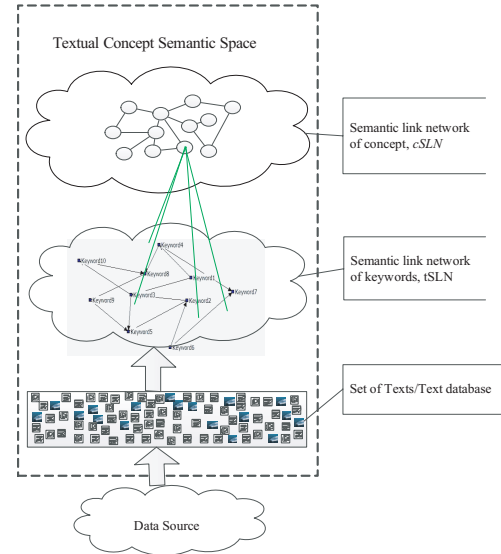 Textual Concept Semantic Space
Semantic link network
of concept, cSLN
Keyword4
Keyword10
Keyword8
Keyword1
Keyword7
Keyword3
Keyword9
Keyword2
Keyword5
Keyword6
Semantic link network
of keywords, tSLN
Set of Texts/Text database
Data Source